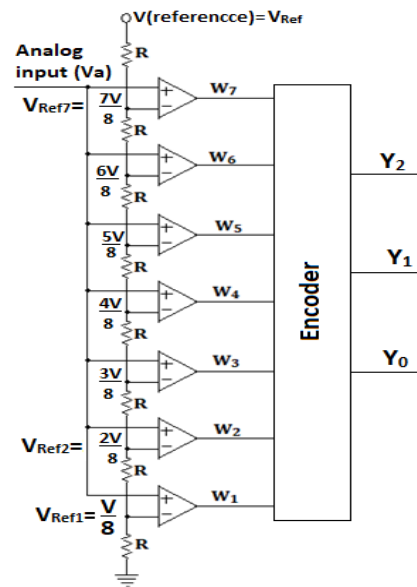 V(referencce)=VRef
R
Analog
input (Va)
VRef7= 7V/8
W7
R
6V/8
W6
R
5V/8
W5
R
4V/8
W4
R
3V/8
W3
R
VRef2= 2V/8
W2
R
VRef1= V/8
W1
R
Encoder
Y2
Y1
Y0
+
−
+
−
+
−
+
−
+
−
+
−
+
−